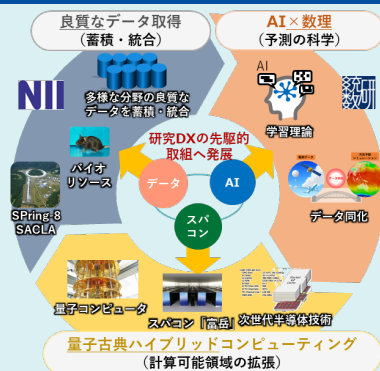 良質なデータ取得
（蓄積・統合）
AI×数理
（予測の科学）
NII
多様な分野の良質な
データを蓄積・統合
AI
統数研
学習理論
研究DXの先駆的
取組へ発展
バイオ
リソース
データ
AI
スパ
コン
SPring-8
SACLA
データ同化
量子コンピュータ
スパコン「富岳」
次世代半導体技術
量子古典ハイブリッドコンピューティング
（計算可能領域の拡張）